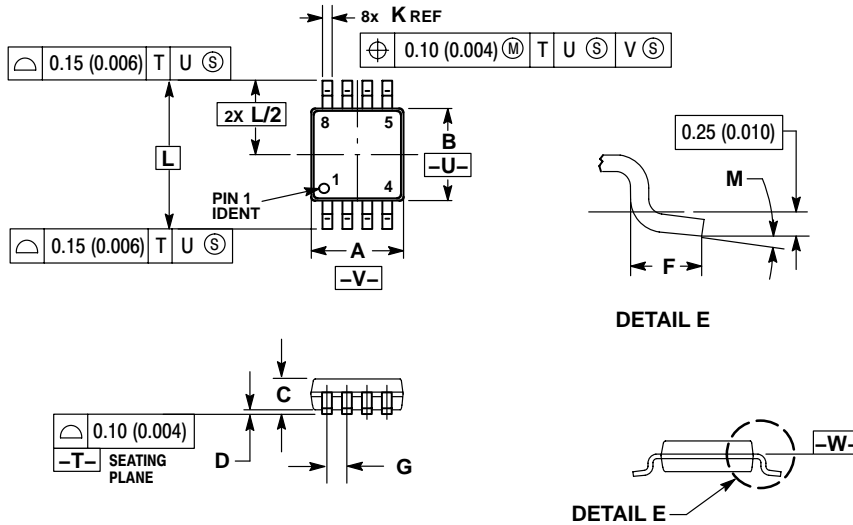 8x K REF
⌖ 0.10 (0.004) Ⓜ T U Ⓢ V Ⓢ
⌓ 0.15 (0.006) T U Ⓢ
2X L/2
8 5
B
–U–
L
1
4
PIN 1
IDENT
⌓ 0.15 (0.006) T U Ⓢ
A
–V–
0.25 (0.010)
M
F
DETAIL E
C
⌓ 0.10 (0.004)
–T– SEATING
PLANE
D
G
–W–
DETAIL E